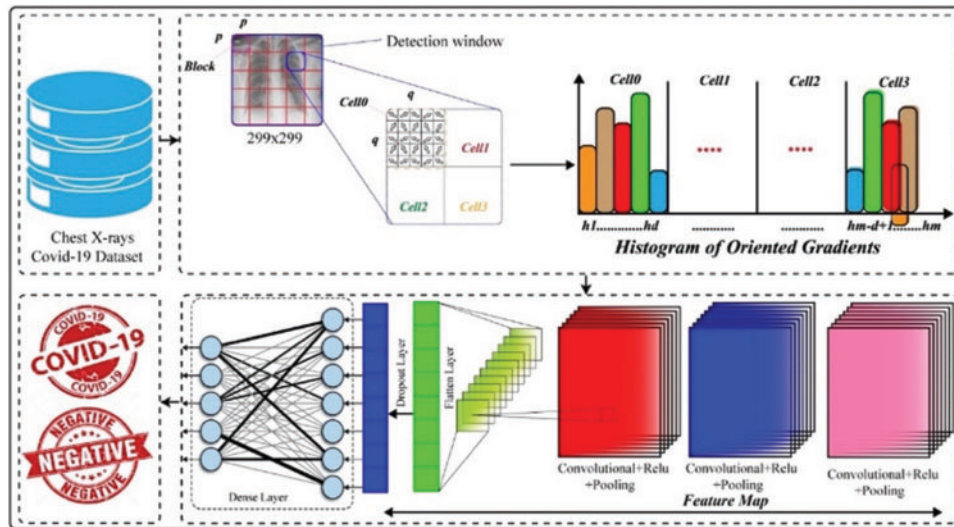 Chest X-rays
Covid-19 Dataset
p
p
Block
299x299
Detection window
Cell0
q
q
Cell1
Cell2
Cell3
Cell0
Cell1
Cell2
Cell3
....
....
h1..............hd
............
............
hm-d+1........hm
Histogram of Oriented Gradients
COVID-19
COVID-19
COVID-19
NEGATIVE
NEGATIVE
NEGATIVE
Dense Layer
Dropout Layer
Flatten Layer
Convolutional+Relu
+Pooling
Convolutional+Relu
+Pooling
Convolutional+Relu
+Pooling
Feature Map